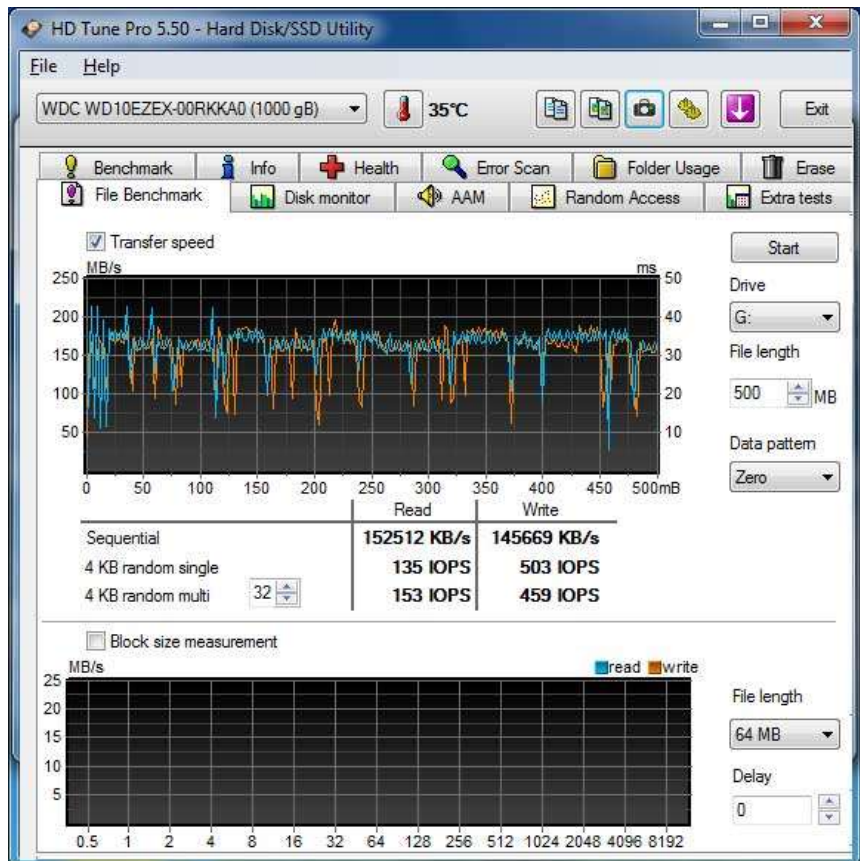 HD Tune Pro 5.50 - Hard Disk/SSD Utility
File Help
WDC WD10EZEX-00RKKA0 (1000 gB) 35°C Exit
Benchmark Info Health Error Scan Folder Usage Erase
File Benchmark Disk monitor AAM Random Access Extra tests
Transfer speed
Start
MB/s ms
250 50
Drive
200 40
G:
150 30
File length
100 20
500 MB
50 10
Data pattern
Zero
0 50 100 150 200 250 300 350 400 450 500mB
Read Write
Sequential 152512 KB/s 145669 KB/s
4 KB random single 135 IOPS 503 IOPS
4 KB random multi 32 153 IOPS 459 IOPS
Block size measurement
MB/s read write
25
File length
20
64 MB
15
10
Delay
5
0
0.5 1 2 4 8 16 32 64 128 256 512 1024 2048 4096 8192